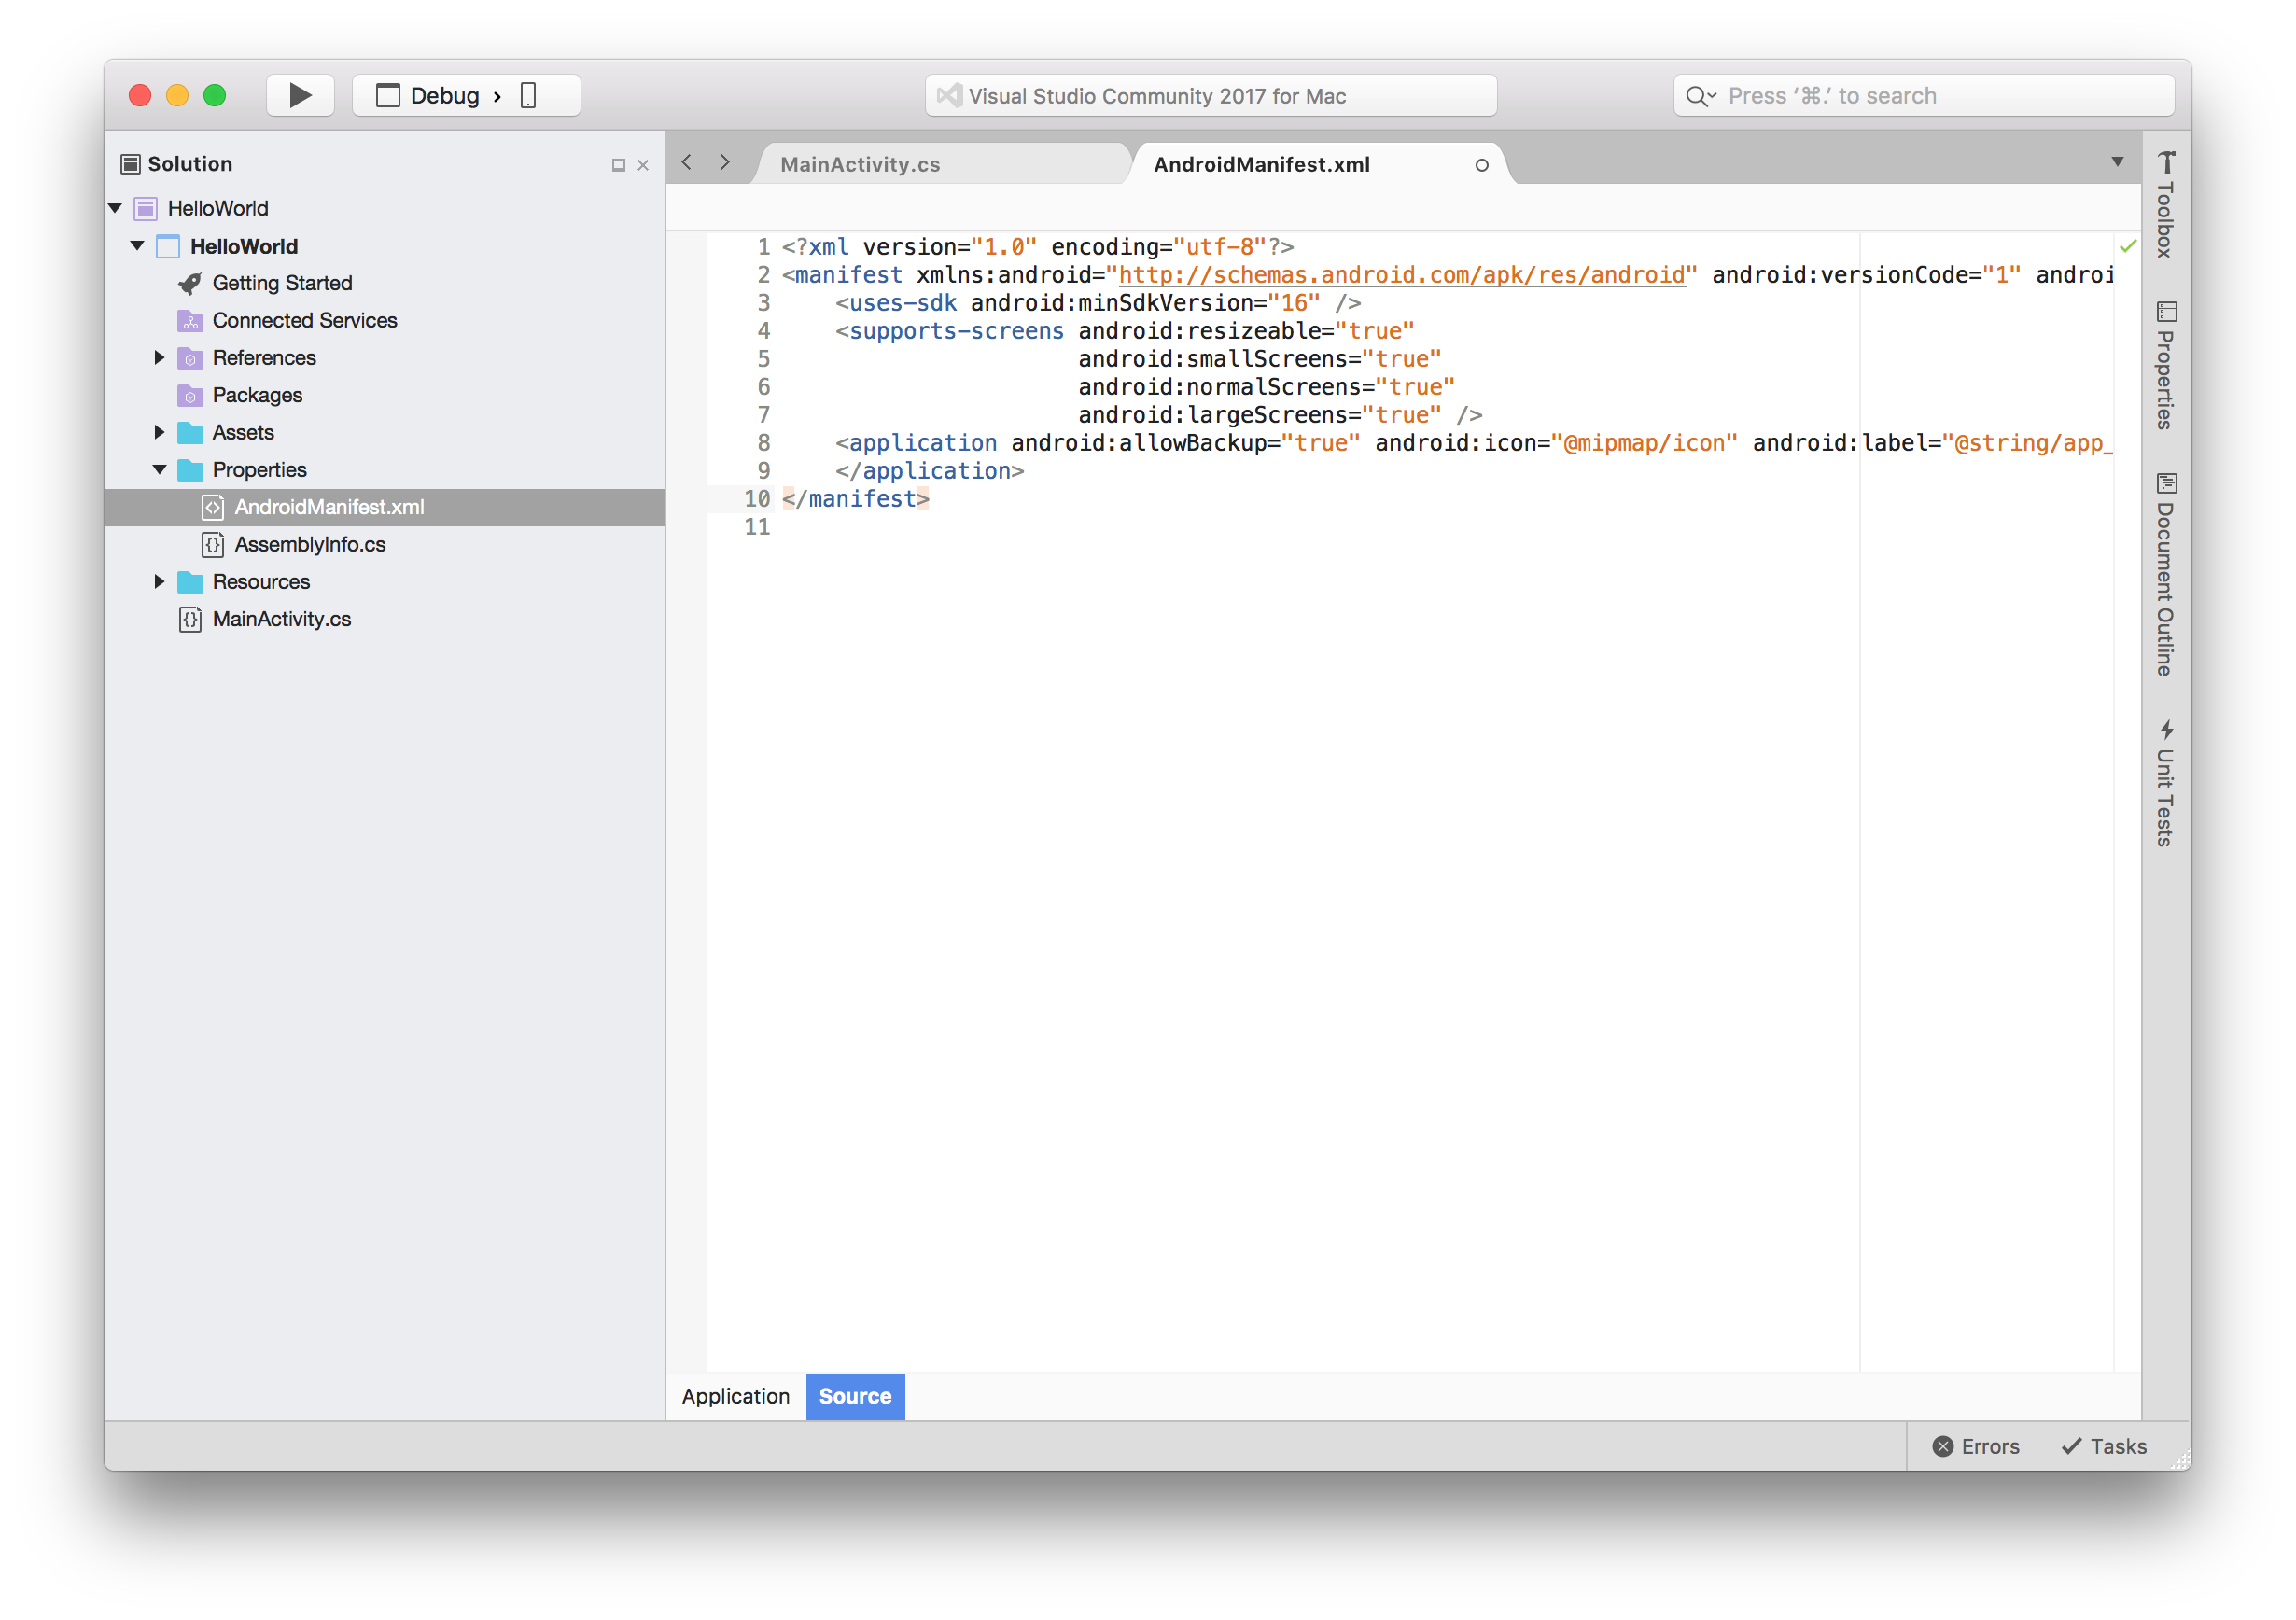 Debug
Visual Studio Community 2017 for Mac
Press ‘⌘.’ to search
Solution
HelloWorld
HelloWorld
Getting Started
Connected Services
References
Packages
Assets
Properties
AndroidManifest.xml
AssemblyInfo.cs
Resources
MainActivity.cs
MainActivity.cs
AndroidManifest.xml
1 <?xml version="1.0" encoding="utf-8"?>
2 <manifest xmlns:android="http://schemas.android.com/apk/res/android" android:versionCode="1" androi
3 <uses-sdk android:minSdkVersion="16" />
4 <supports-screens android:resizeable="true"
5 android:smallScreens="true"
6 android:normalScreens="true"
7 android:largeScreens="true" />
8 <application android:allowBackup="true" android:icon="@mipmap/icon" android:label="@string/app_
9 </application>
10 </manifest>
11
Application
Source
Toolbox
Properties
Document Outline
Unit Tests
Errors
Tasks